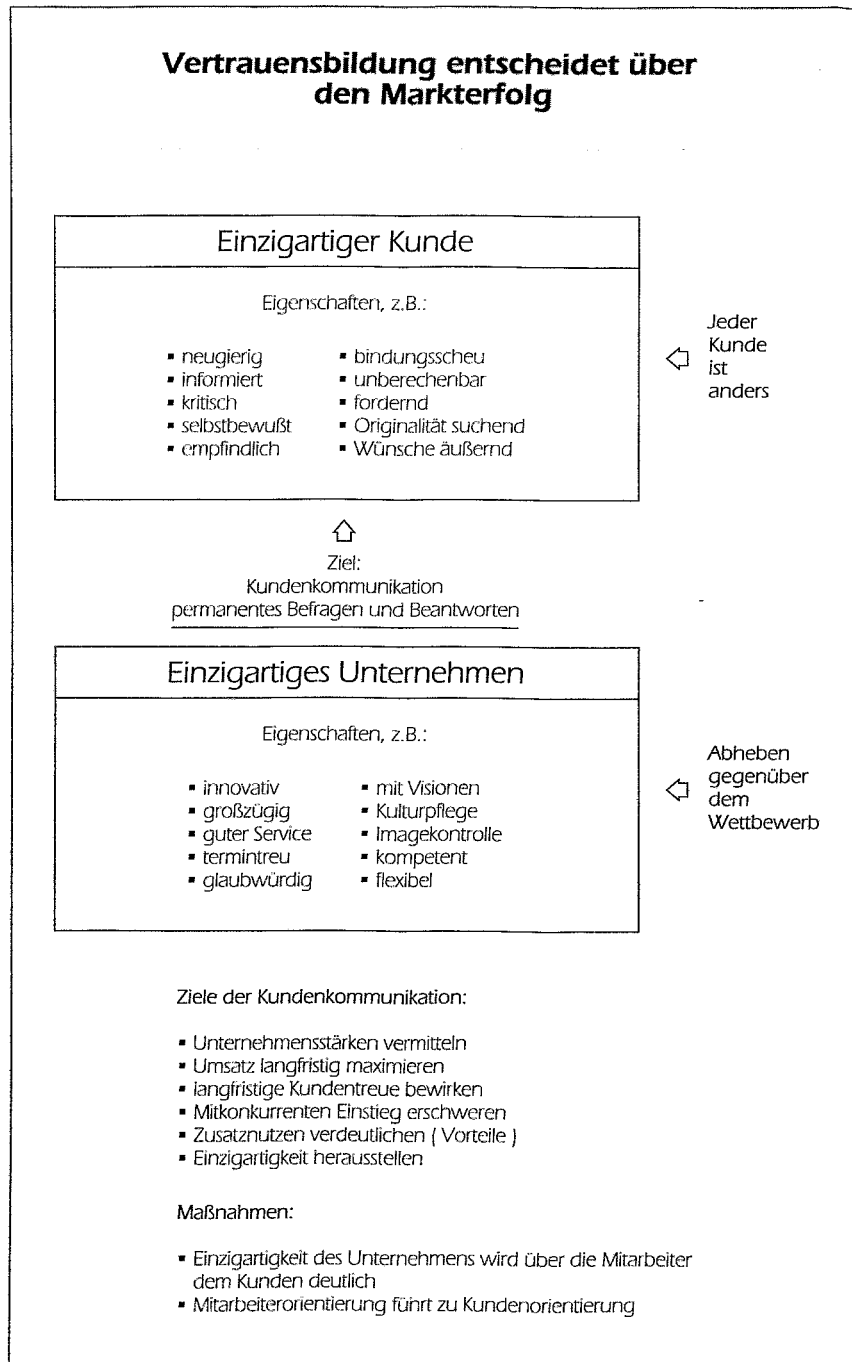 Vertrauensbildung entscheidet über
den Markterfolg
Einzigartiger Kunde
Eigenschaften, z.B.:
▪ neugierig
▪ informiert
▪ kritisch
▪ selbstbewußt
▪ empfindlich
▪ bindungsscheu
▪ unberechenbar
▪ fordernd
▪ Originalität suchend
▪ Wünsche äußernd
Jeder
Kunde
ist
anders
Ziel:
Kundenkommunikation
permanentes Befragen und Beantworten
Einzigartiges Unternehmen
Eigenschaften, z.B.:
▪ innovativ
▪ großzügig
▪ guter Service
▪ termintreu
▪ glaubwürdig
▪ mit Visionen
▪ Kulturpflege
▪ Imagekontrolle
▪ kompetent
▪ flexibel
Abheben
gegenüber
dem
Wettbewerb
Ziele der Kundenkommunikation:
▪ Unternehmensstärken vermitteln
▪ Umsatz langfristig maximieren
▪ langfristige Kundentreue bewirken
▪ Mitkonkurrenten Einstieg erschweren
▪ Zusatznutzen verdeutlichen ( Vorteile )
▪ Einzigartigkeit herausstellen
Maßnahmen:
▪ Einzigartigkeit des Unternehmens wird über die Mitarbeiter
dem Kunden deutlich
▪ Mitarbeiterorientierung führt zu Kundenorientierung